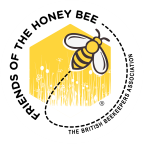 FRIENDS OF THE HONEY BEE
®
THE BRITISH BEEKEEPERS ASSOCIATION